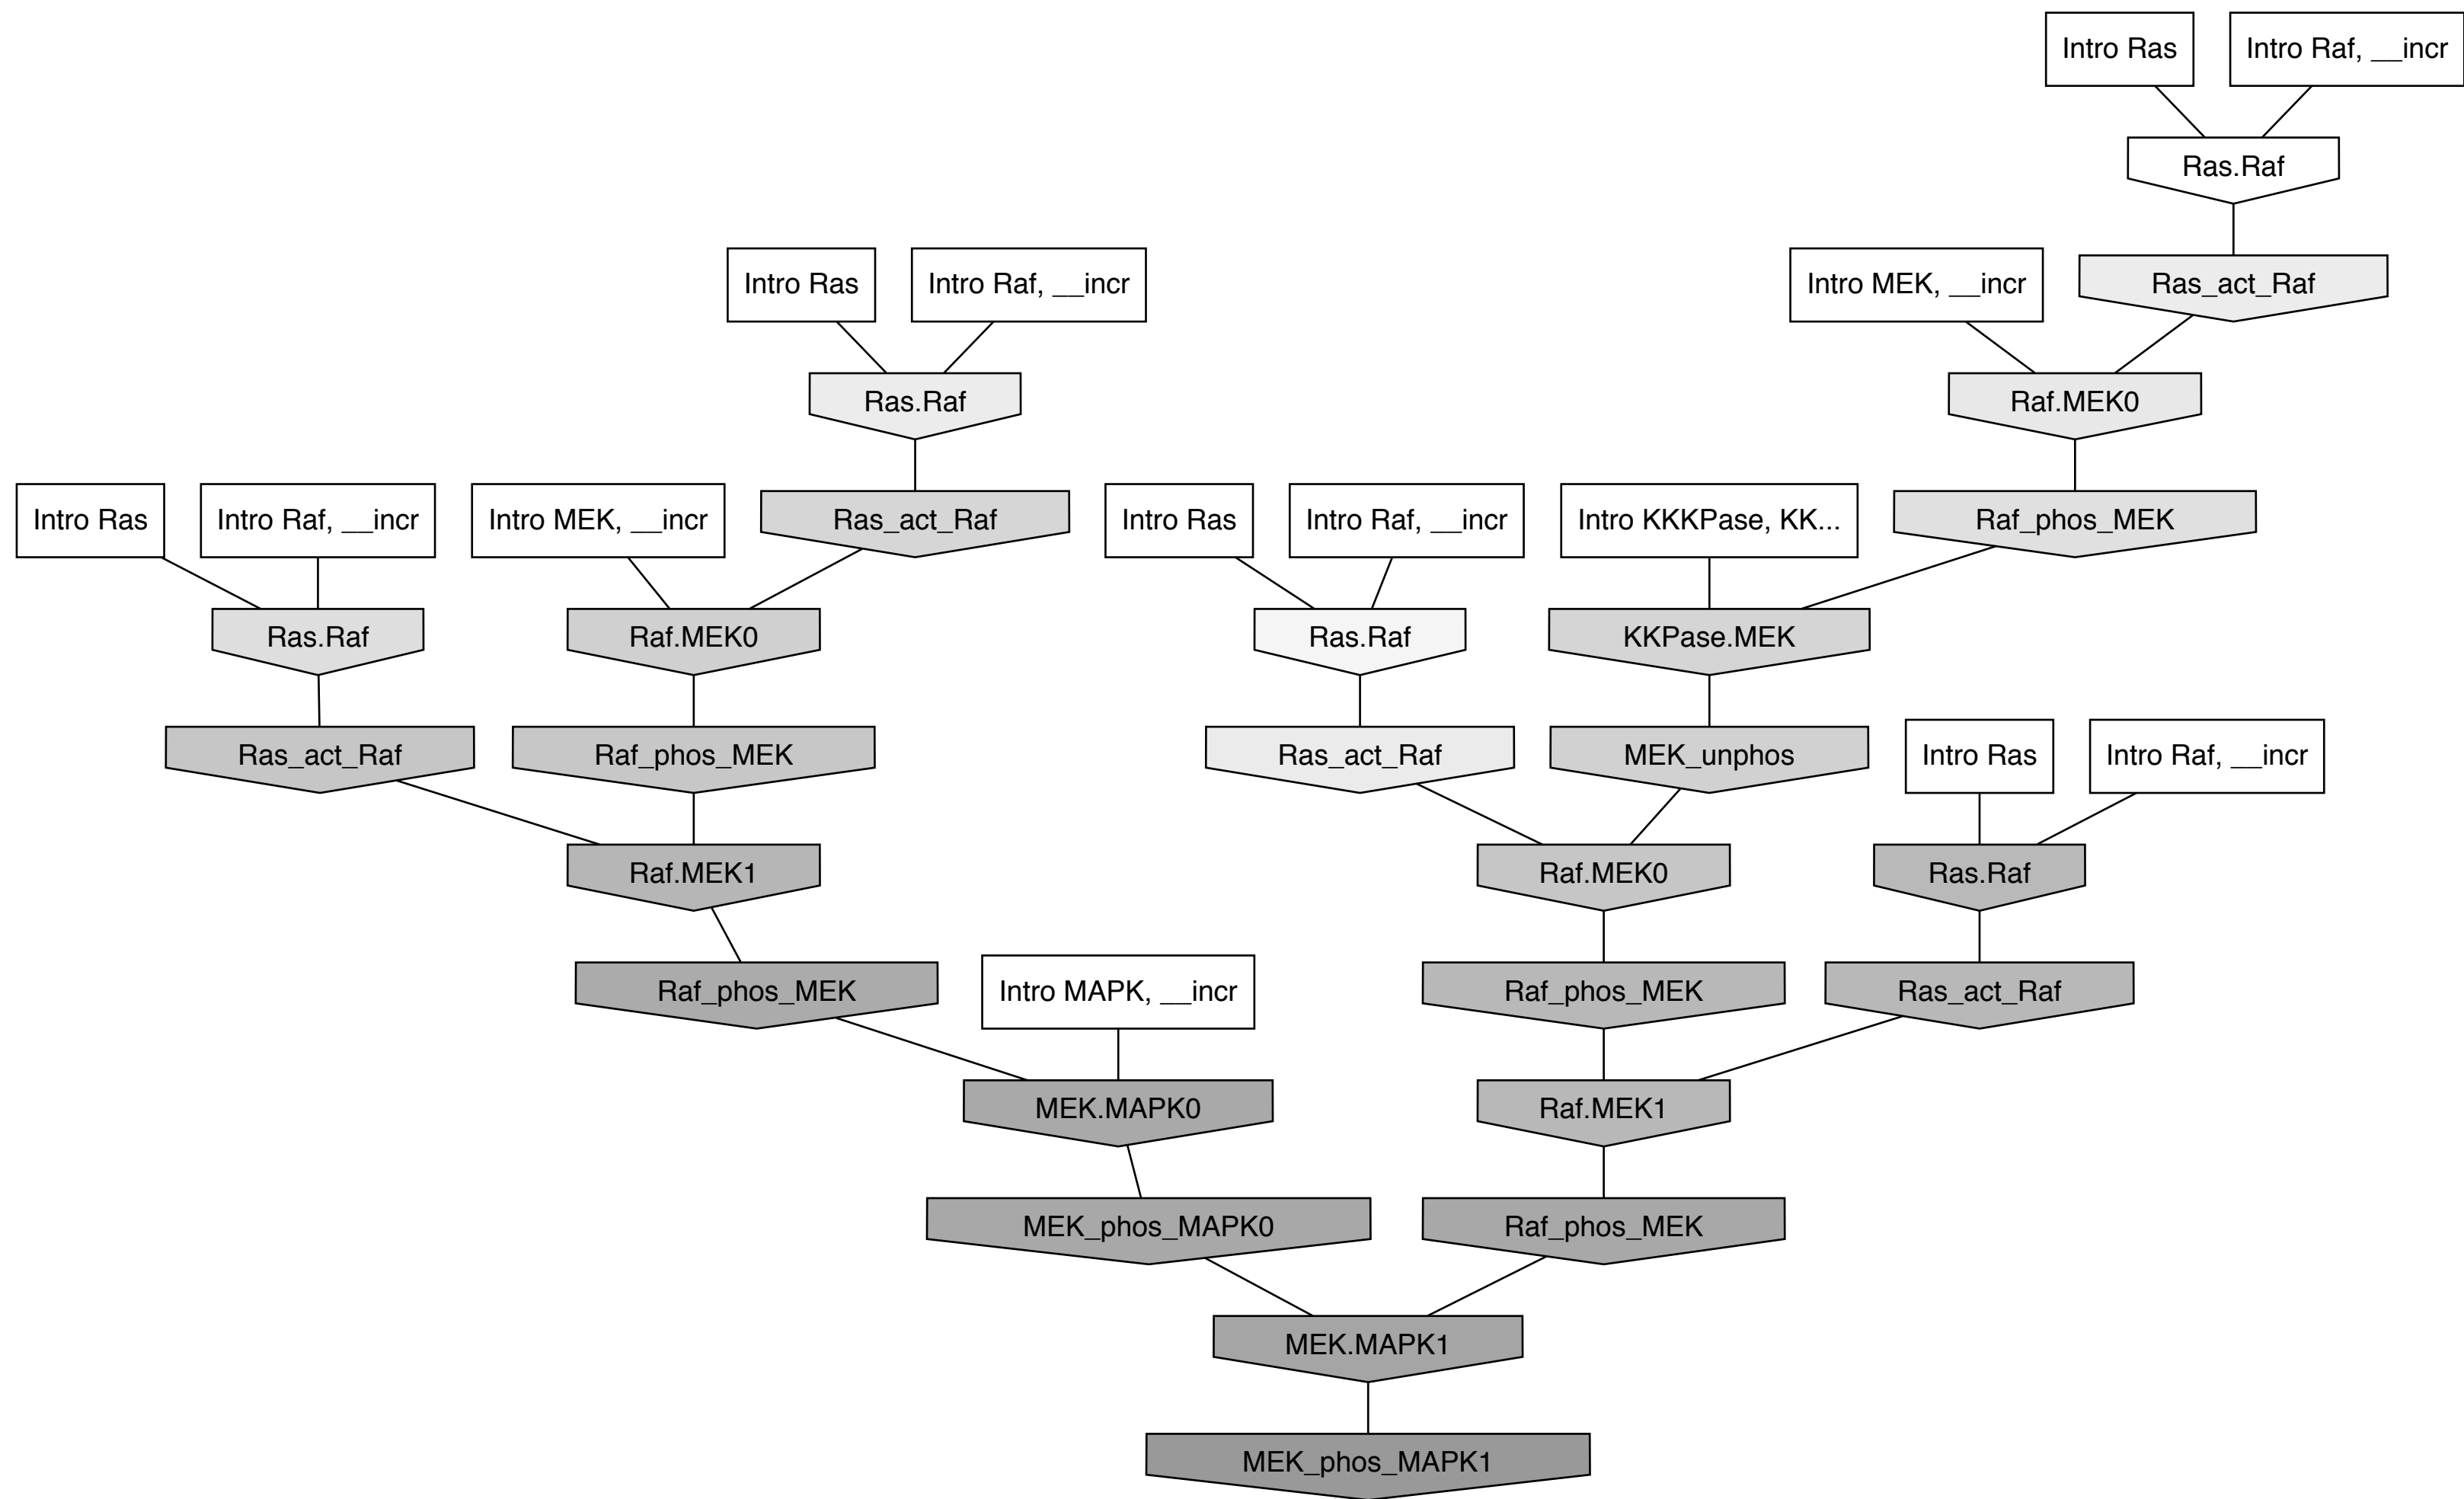 Intro Ras
Intro Raf, __incr
Ras.Raf
Intro Ras
Intro Raf, __incr
Intro MEK, __incr
Ras_act_Raf
Ras.Raf
Raf.MEK0
Intro Ras
Intro Raf, __incr
Intro MEK, __incr
Ras_act_Raf
Intro Ras
Intro Raf, __incr
Intro KKKPase, KK...
Raf_phos_MEK
Ras.Raf
Raf.MEK0
Ras.Raf
KKPase.MEK
Ras_act_Raf
Raf_phos_MEK
Ras_act_Raf
MEK_unphos
Intro Ras
Intro Raf, __incr
Raf.MEK1
Raf.MEK0
Ras.Raf
Raf_phos_MEK
Intro MAPK, __incr
Raf_phos_MEK
Ras_act_Raf
MEK.MAPK0
Raf.MEK1
MEK_phos_MAPK0
Raf_phos_MEK
MEK.MAPK1
MEK_phos_MAPK1